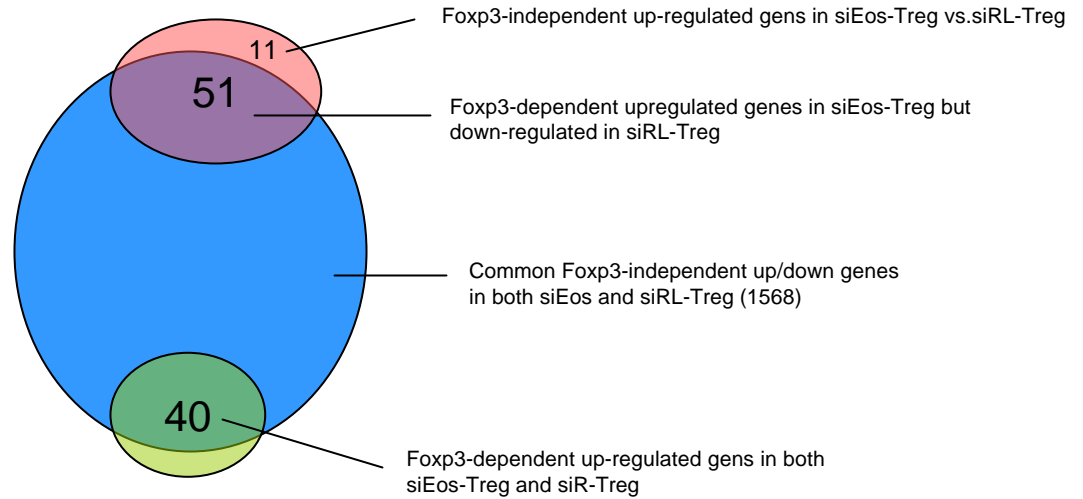 Foxp3-independent up-regulated gens in siEos-Treg vs.siRL-Treg
11
51
Foxp3-dependent upregulated genes in siEos-Treg but
down-regulated in siRL-Treg
Common Foxp3-independent up/down genes
in both siEos and siRL-Treg (1568)
40
Foxp3-dependent up-regulated gens in both
siEos-Treg and siR-Treg